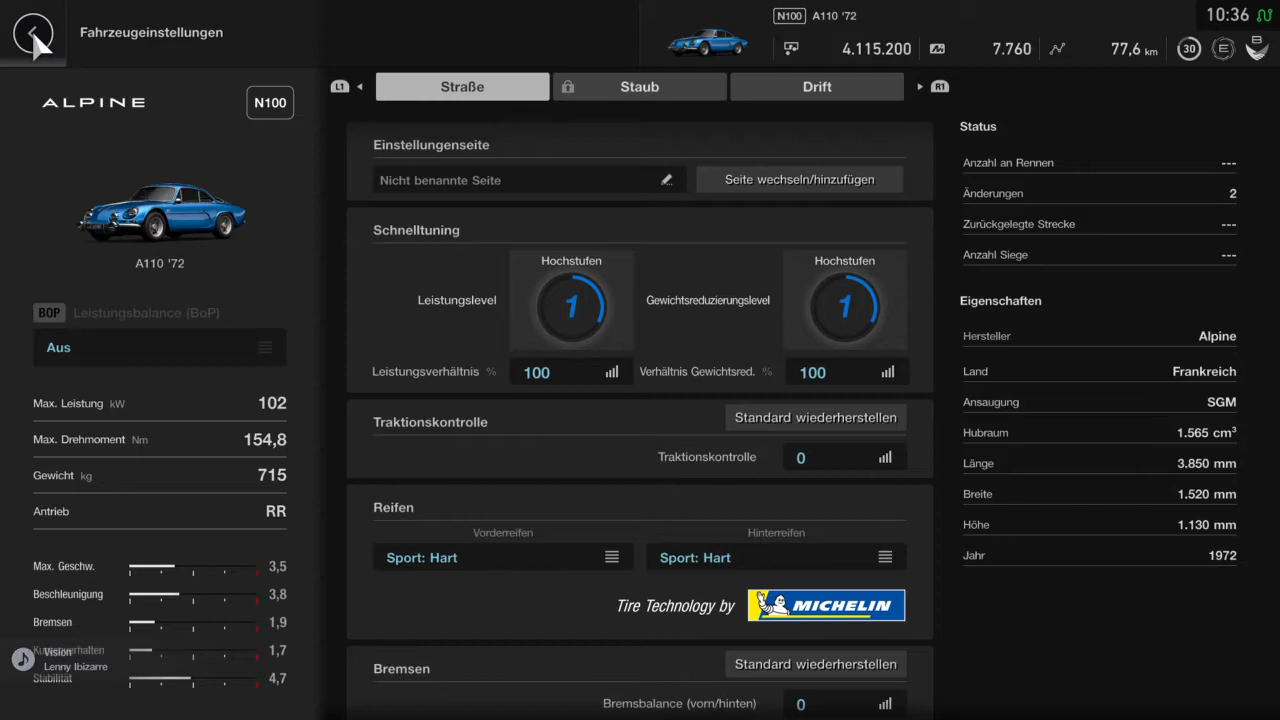 Fahrzeugeinstellungen
N100 A110 '72
4.115.200 7.760 77,6 km 30 E B
10:36
ALPINE N100
A110 '72
BOP Leistungsbalance (BoP)
Aus
Max. Leistung kW 102
Max. Drehmoment Nm 154,8
Gewicht kg 715
Antrieb RR
Max. Geschw. 3,5
Beschleunigung 3,8
Bremsen 1,9
Kurvenverhalten 1,7
Stabilität 4,7
Vision
Lenny Ibizarre
L1 Straße Staub Drift R1
Einstellungenseite
Nicht benannte Seite Seite wechseln/hinzufügen
Schnelltuning
Hochstufen Hochstufen
Leistungslevel 1 Gewichtsreduzierungslevel 1
Leistungsverhältnis % 100 Verhältnis Gewichtsred. % 100
Traktionskontrolle Standard wiederherstellen
Traktionskontrolle 0
Reifen
Vorderreifen Hinterreifen
Sport: Hart Sport: Hart
Tire Technology by MICHELIN
Bremsen Standard wiederherstellen
Bremsbalance (vorn/hinten) 0
Status
Anzahl an Rennen ---
Änderungen 2
Zurückgelegte Strecke ---
Anzahl Siege ---
Eigenschaften
Hersteller Alpine
Land Frankreich
Ansaugung SGM
Hubraum 1.565 cm³
Länge 3.850 mm
Breite 1.520 mm
Höhe 1.130 mm
Jahr 1972